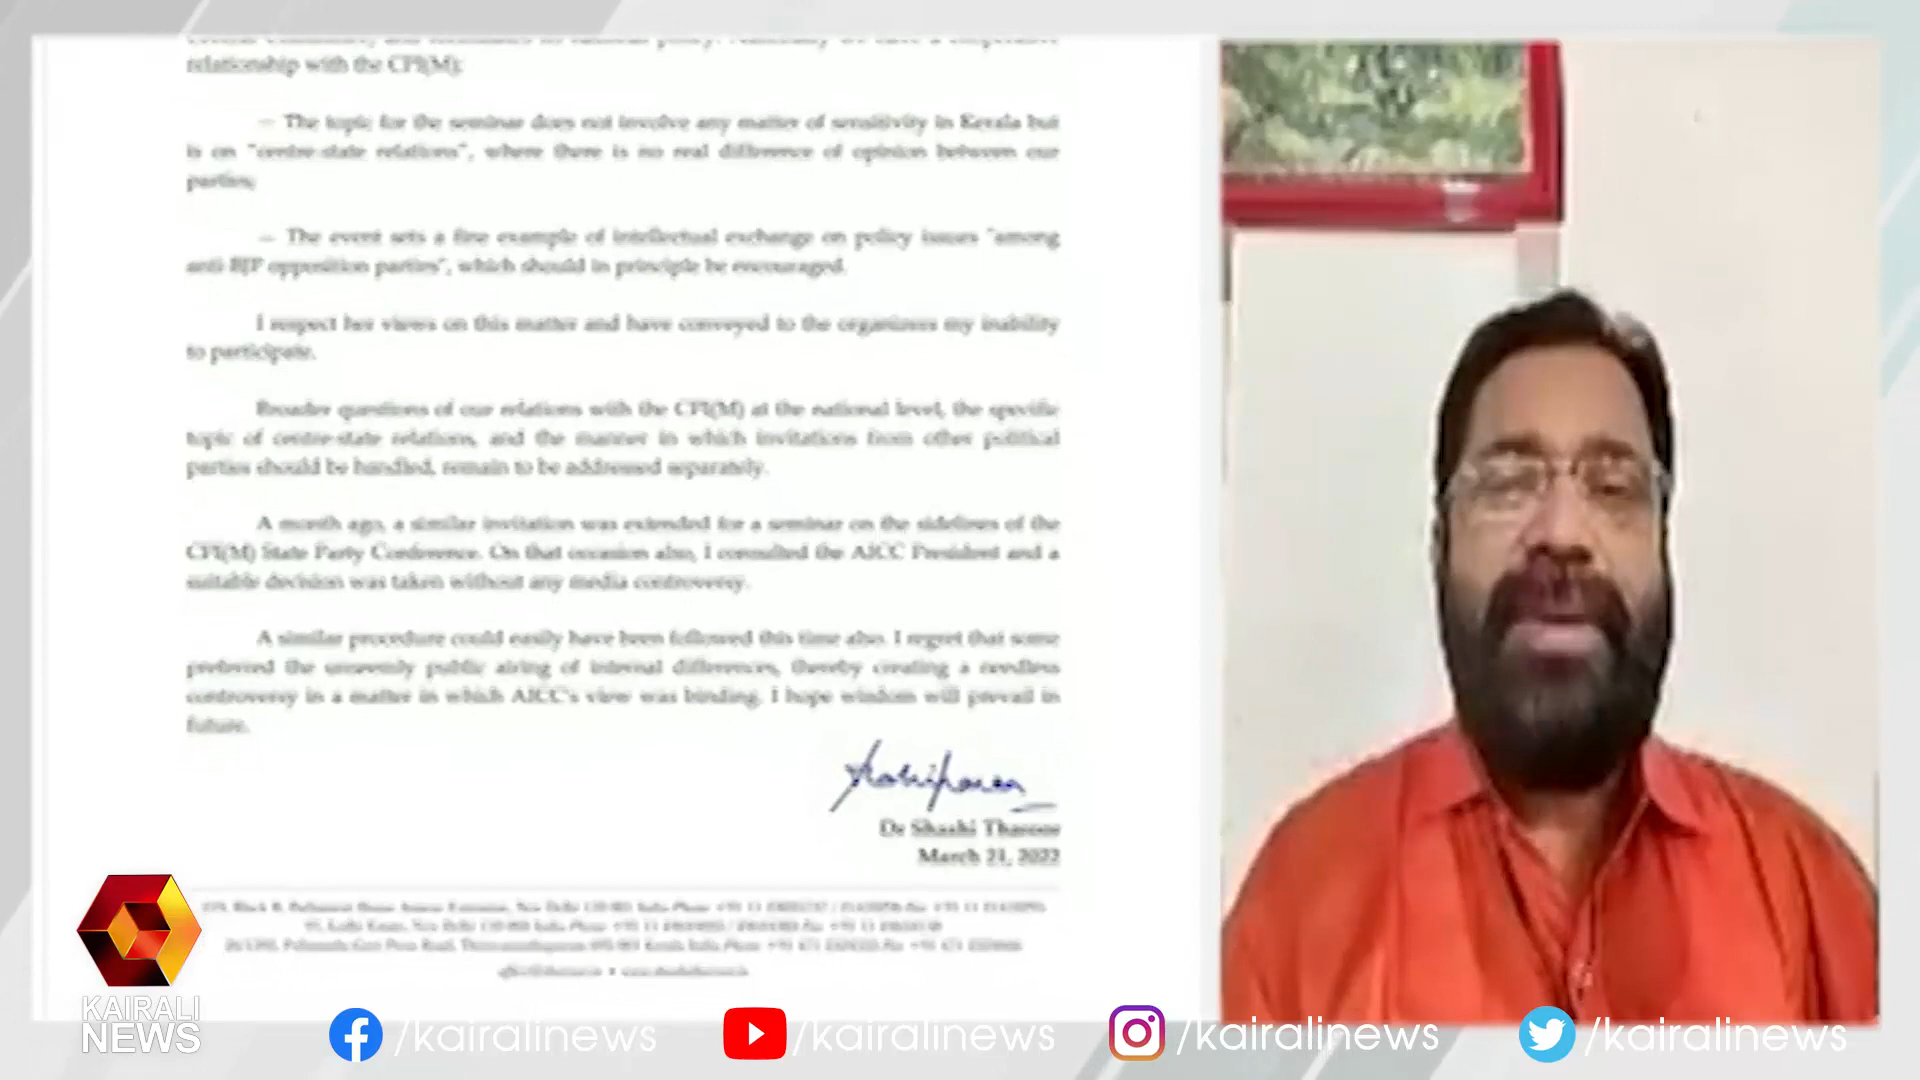 relationship with the CPI(M);
— The topic for the seminar does not involve any matter of sensitivity in Kerala but
is on "centre-state relations", where there is no real difference of opinion between our
parties;
— The event sets a fine example of intellectual exchange on policy issues "among
anti-BJP opposition parties", which should in principle be encouraged.
I respect her views on this matter and have conveyed to the organizers my inability
to participate.
Broader questions of our relations with the CPI(M) at the national level, the specific
topic of centre-state relations, and the manner in which invitations from other political
parties should be handled, remain to be addressed separately.
A month ago, a similar invitation was extended for a seminar on the sidelines of the
CPI(M) State Party Conference. On that occasion also, I consulted the AICC President and a
suitable decision was taken without any media controversy.
A similar procedure could easily have been followed this time also. I regret that some
preferred the unseemly public airing of internal differences, thereby creating a needless
controversy in a matter in which AICC's view was binding. I hope wisdom will prevail in
future.
Dr Shashi Tharoor
March 21, 2022
KAIRALI
NEWS
/kairalinews
/kairalinews
/kairalinews
/kairalinews